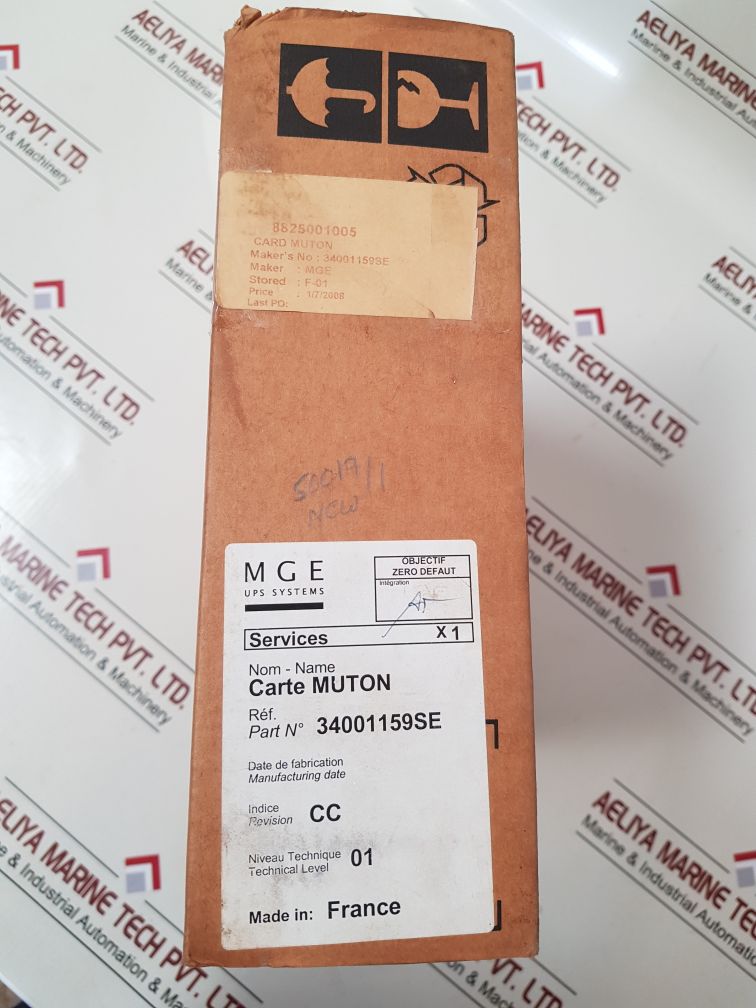 8825001005
CARD MUTON
Maker's No : 34001159SE
Maker : MGE
Stored : F-01
Price : 1/7/2008
Last PO:
50019/1
NEW
MGE
UPS SYSTEMS
OBJECTIF
ZERO DEFAUT
Intégration
Services X 1
Nom - Name
Carte MUTON
Réf.
Part N° 34001159SE
Date de fabrication
Manufacturing date
Indice
Revision CC
Niveau Technique
Technical Level 01
Made in: France
AELIYA MARINE TECH PVT. LTD.
Marine & Industrial Automation & Machinery